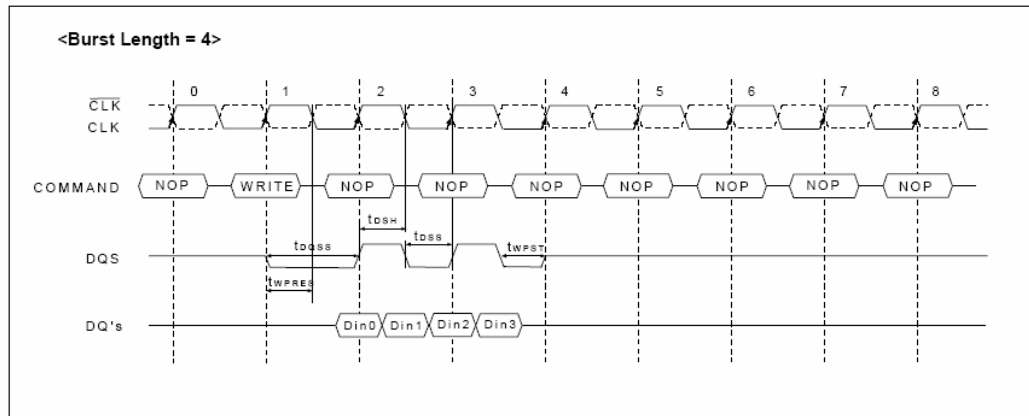 <Burst Length = 4>
0 1 2 3 4 5 6 7 8
CLK
CLK
COMMAND NOP WRITE NOP NOP NOP NOP NOP NOP NOP
tDSH
tDQSS tDSS tWPST
DQS
tWPRES
DQ's Din0 Din1 Din2 Din3